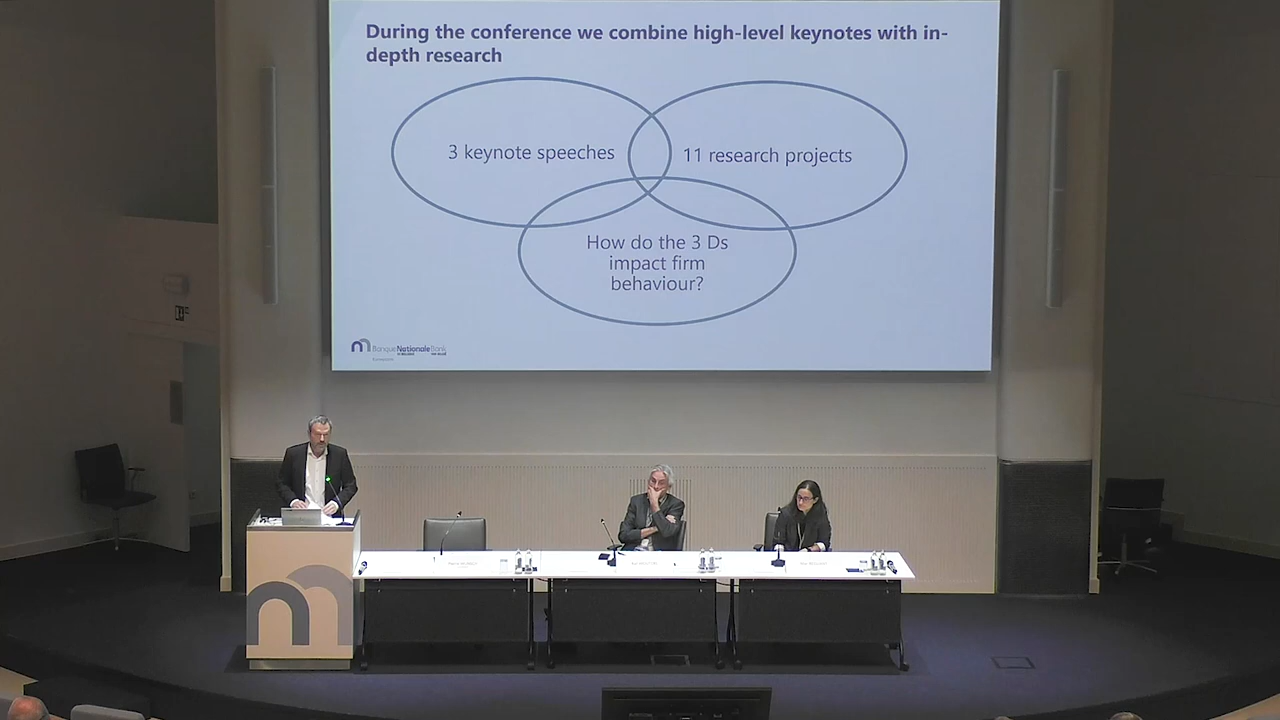 During the conference we combine high-level keynotes with in-
depth research
3 keynote speeches
11 research projects
How do the 3 Ds
impact firm
behaviour?
Banque Nationale Bank